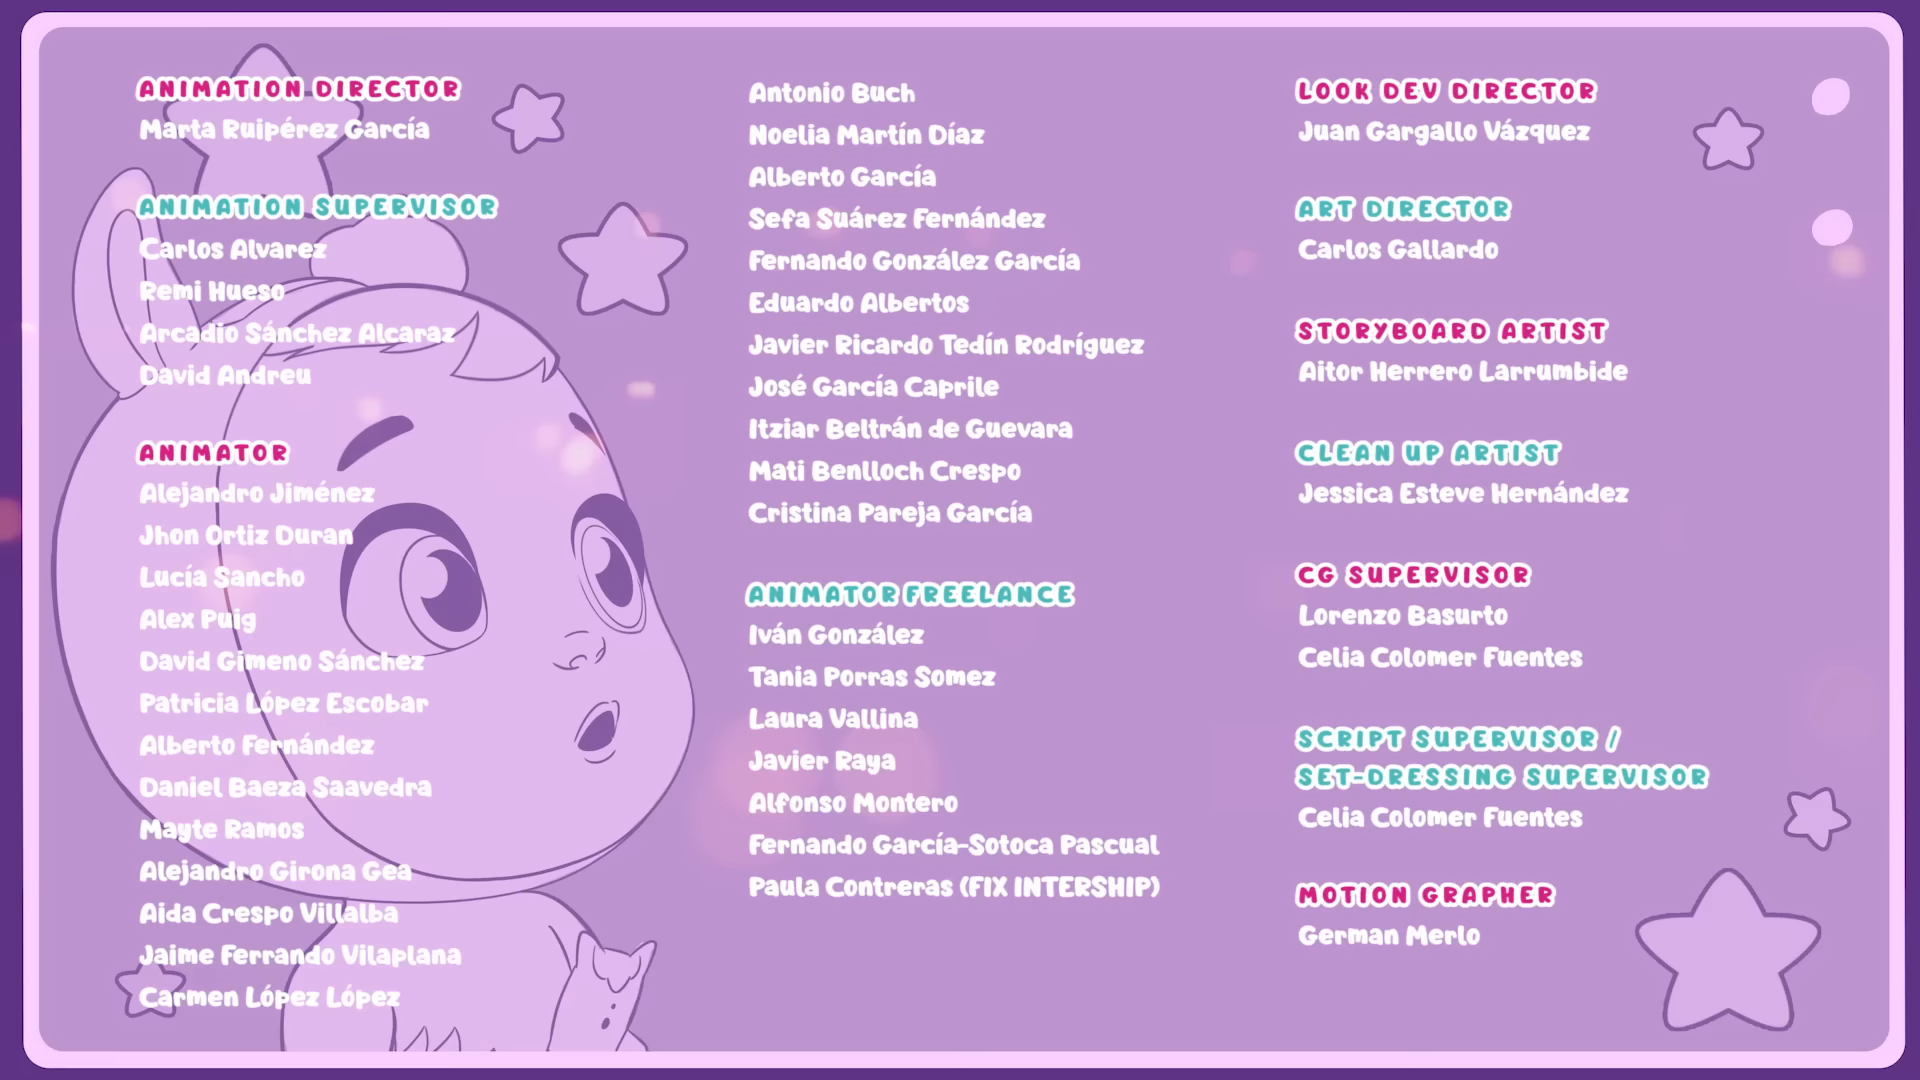 ANIMATION DIRECTOR
Marta Ruipérez García
ANIMATION SUPERVISOR
Carlos Alvarez
Remi Hueso
Arcadio Sánchez Alcaraz
David Andreu
ANIMATOR
Alejandro Jiménez
Jhon Ortiz Duran
Lucía Sancho
Alex Puig
David Gimeno Sánchez
Patricia López Escobar
Alberto Fernández
Daniel Baeza Saavedra
Mayte Ramos
Alejandro Girona Gea
Aida Crespo Villalba
Jaime Ferrando Vilaplana
Carmen López López
Antonio Buch
Noelia Martín Díaz
Alberto García
Sefa Suárez Fernández
Fernando González García
Eduardo Albertos
Javier Ricardo Tedín Rodríguez
José García Caprile
Itziar Beltrán de Guevara
Mati Benlloch Crespo
Cristina Pareja García
ANIMATOR FREELANCE
Iván González
Tania Porras Somez
Laura Vallina
Javier Raya
Alfonso Montero
Fernando García-Sotoca Pascual
Paula Contreras (FIX INTERSHIP)
LOOK DEV DIRECTOR
Juan Gargallo Vázquez
ART DIRECTOR
Carlos Gallardo
STORYBOARD ARTIST
Aitor Herrero Larrumbide
CLEAN UP ARTIST
Jessica Esteve Hernández
CG SUPERVISOR
Lorenzo Basurto
Celia Colomer Fuentes
SCRIPT SUPERVISOR /
SET-DRESSING SUPERVISOR
Celia Colomer Fuentes
MOTION GRAPHER
German Merlo